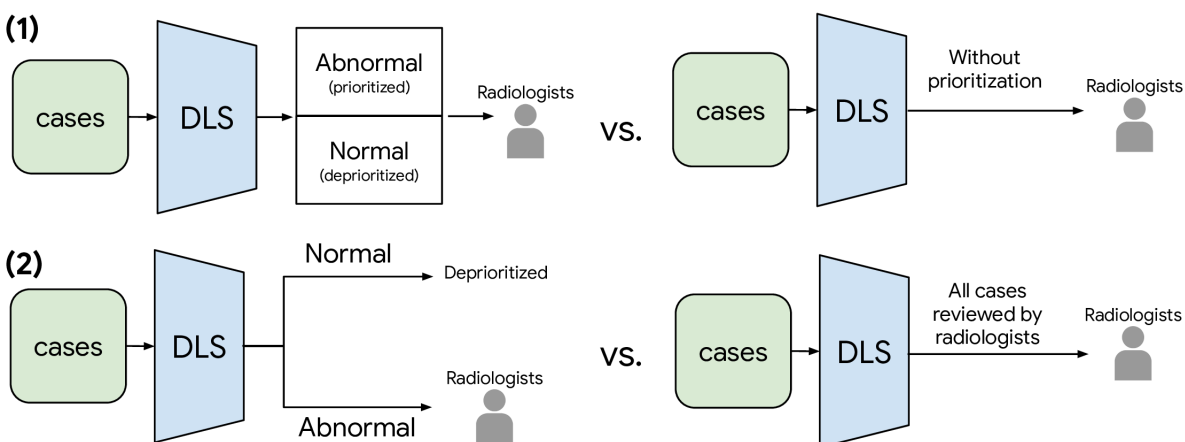 (1)
cases
DLS
Abnormal
(prioritized)
Normal
(deprioritized)
Radiologists
vs.
cases
DLS
Without
prioritization
Radiologists
(2)
cases
DLS
Normal
Deprioritized
Radiologists
Abnormal
vs.
cases
DLS
All cases
reviewed by
radiologists
Radiologists